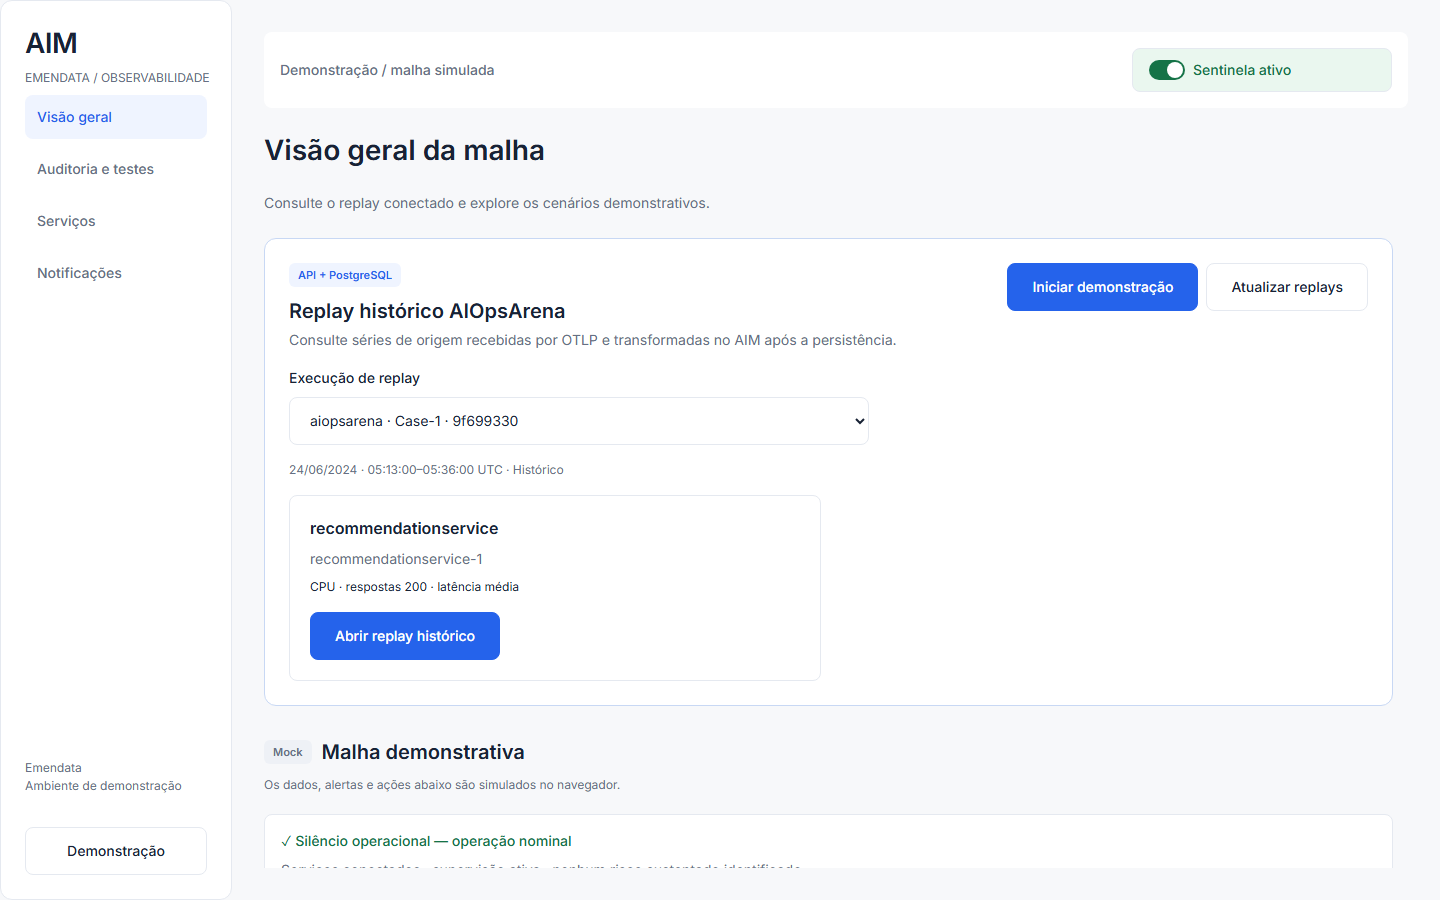 AIM
EMENDATA / OBSERVABILIDADE
Visão geral
Auditoria e testes
Serviços
Notificações
Emendata
Ambiente de demonstração
Demonstração
Demonstração / malha simulada
Sentinela ativo
Visão geral da malha
Consulte o replay conectado e explore os cenários demonstrativos.
API + PostgreSQL
Iniciar demonstração
Atualizar replays
Replay histórico AIOpsArena
Consulte séries de origem recebidas por OTLP e transformadas no AIM após a persistência.
Execução de replay
aiopsarena · Case-1 · 9f699330
24/06/2024 · 05:13:00–05:36:00 UTC · Histórico
recommendationservice
recommendationservice-1
CPU · respostas 200 · latência média
Abrir replay histórico
Mock
Malha demonstrativa
Os dados, alertas e ações abaixo são simulados no navegador.
✓ Silêncio operacional — operação nominal